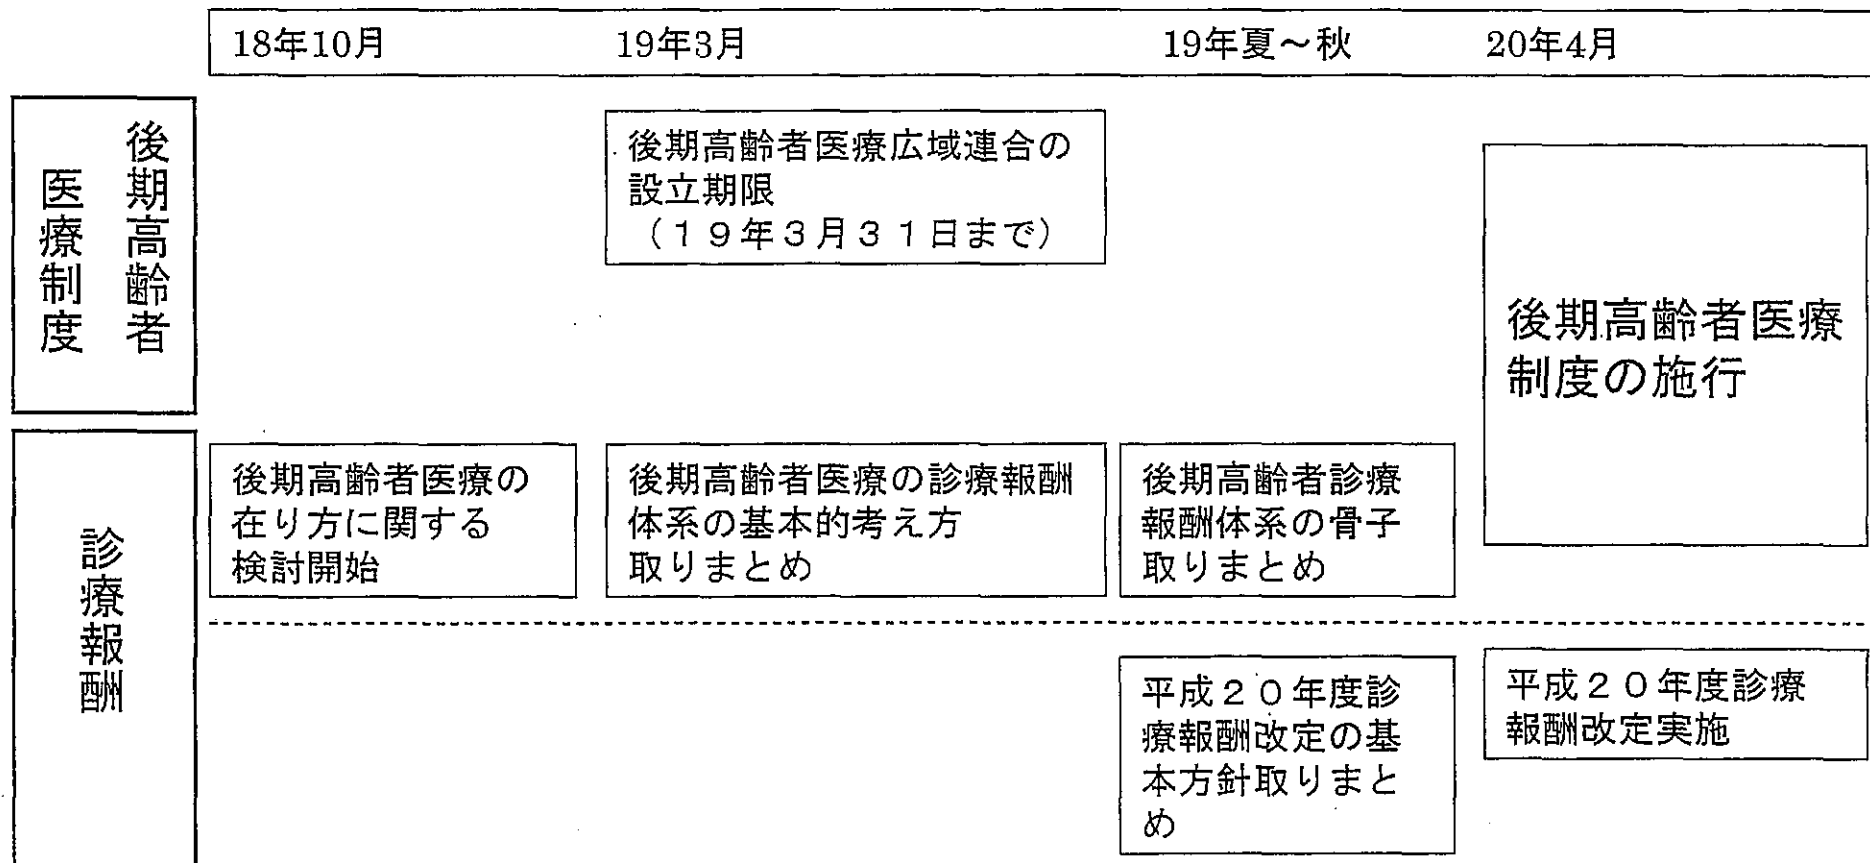 18年10月
19年3月
19年夏～秋
20年4月
後期高齢者
医療制度
後期高齢者医療広域連合の
設立期限
（１９年３月３１日まで）
後期高齢者医療
制度の施行
診療報酬
後期高齢者医療の
在り方に関する
検討開始
後期高齢者医療の診療報酬
体系の基本的考え方
取りまとめ
後期高齢者診療
報酬体系の骨子
取りまとめ
平成２０年度診
療報酬改定の基
本方針取りまと
め
平成２０年度診療
報酬改定実施